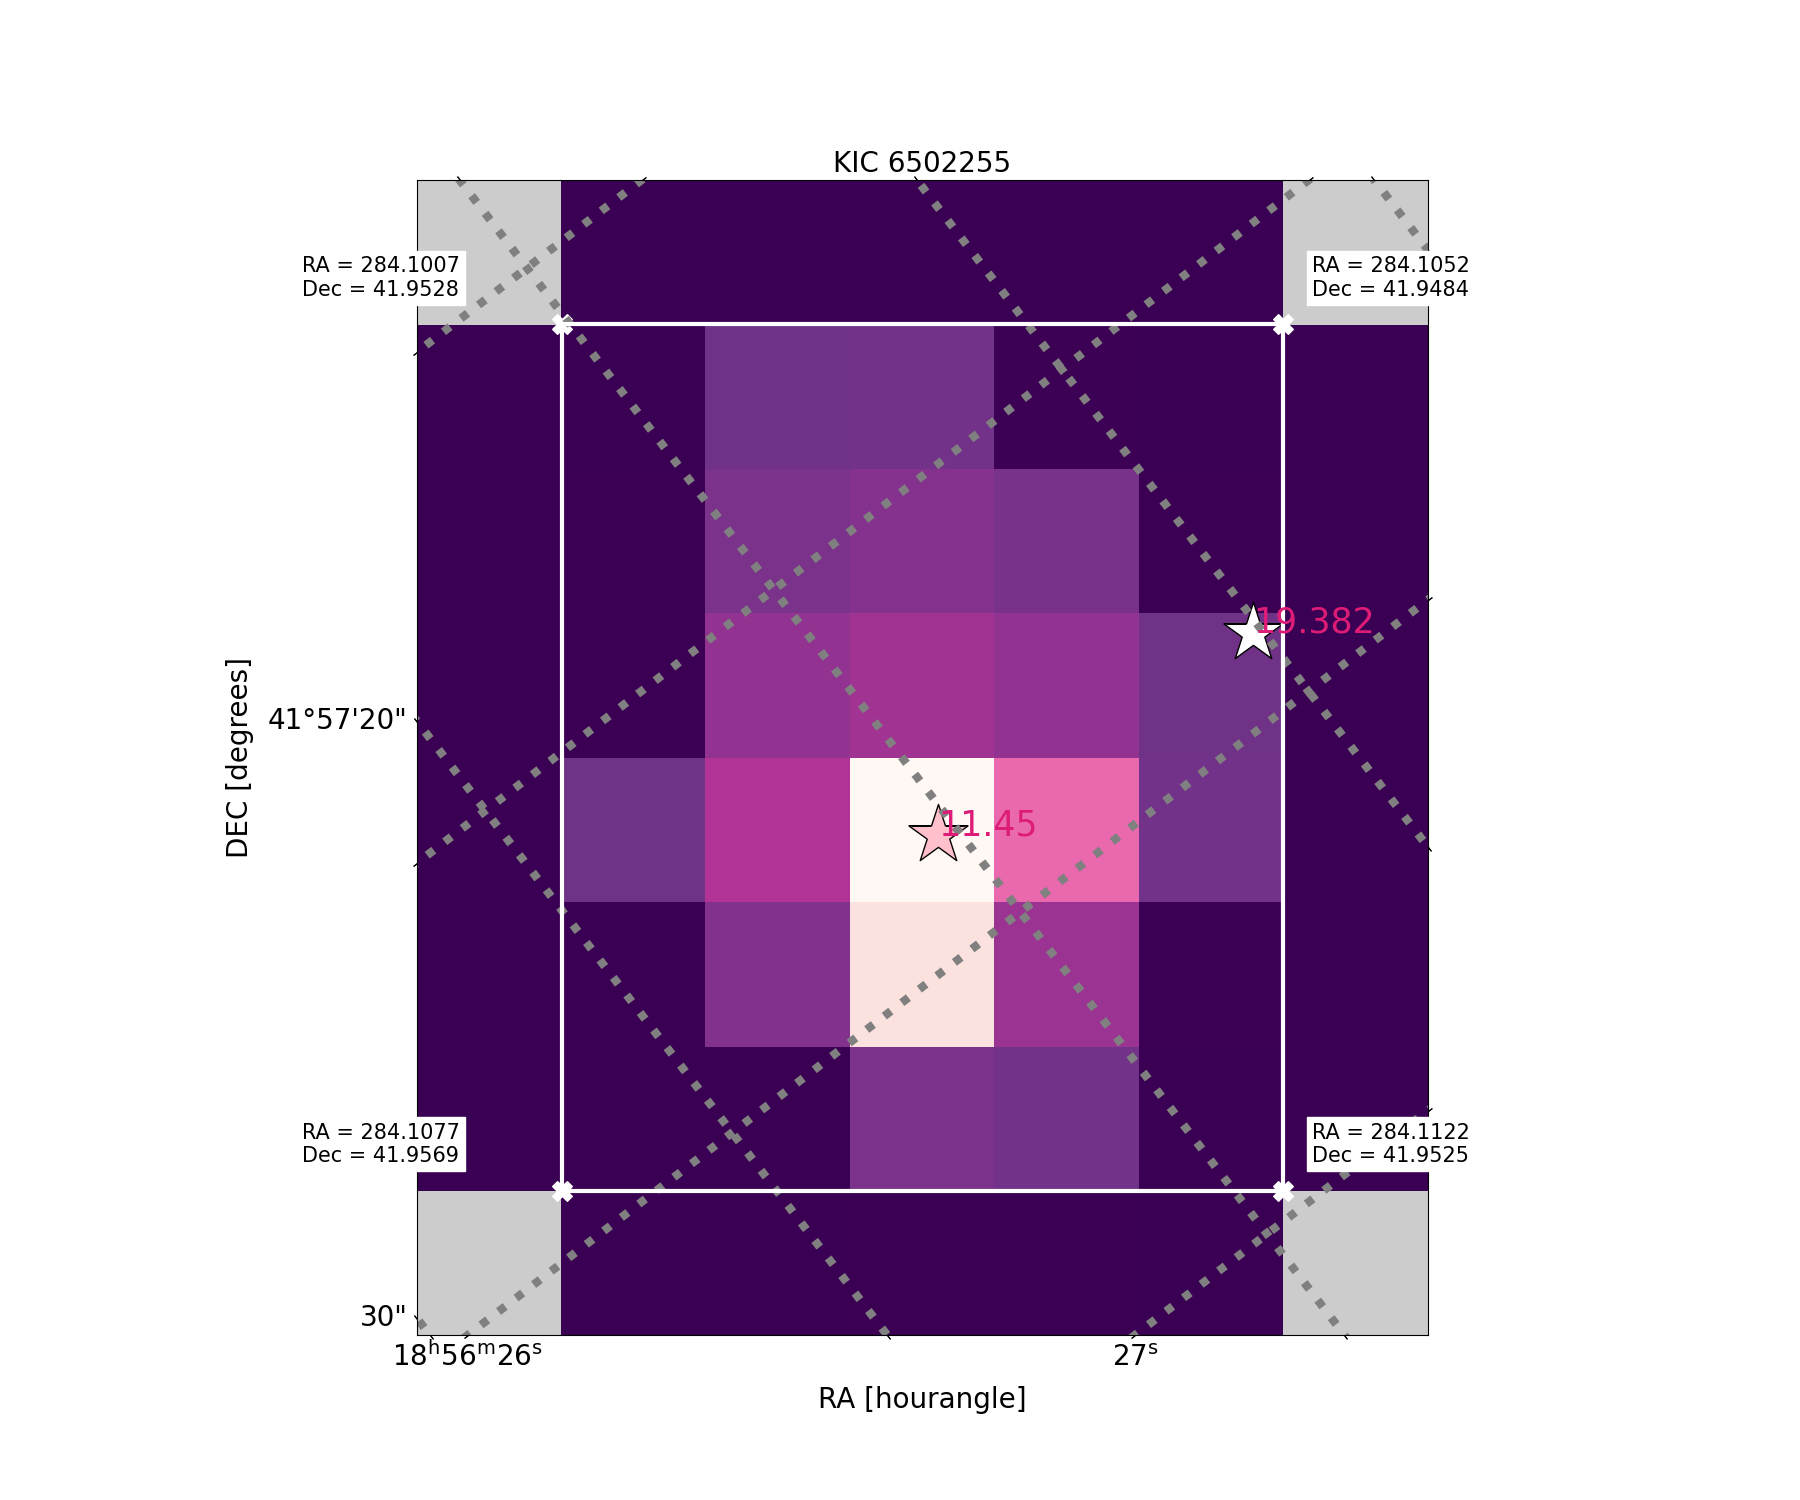 KIC 6502255
RA = 284.1007
Dec = 41.9528
RA = 284.1052
Dec = 41.9484
19.382
41°57'20"
11.45
DEC [degrees]
RA = 284.1077
Dec = 41.9569
RA = 284.1122
Dec = 41.9525
30"
18ʰ56ᵐ26ˢ
27ˢ
RA [hourangle]